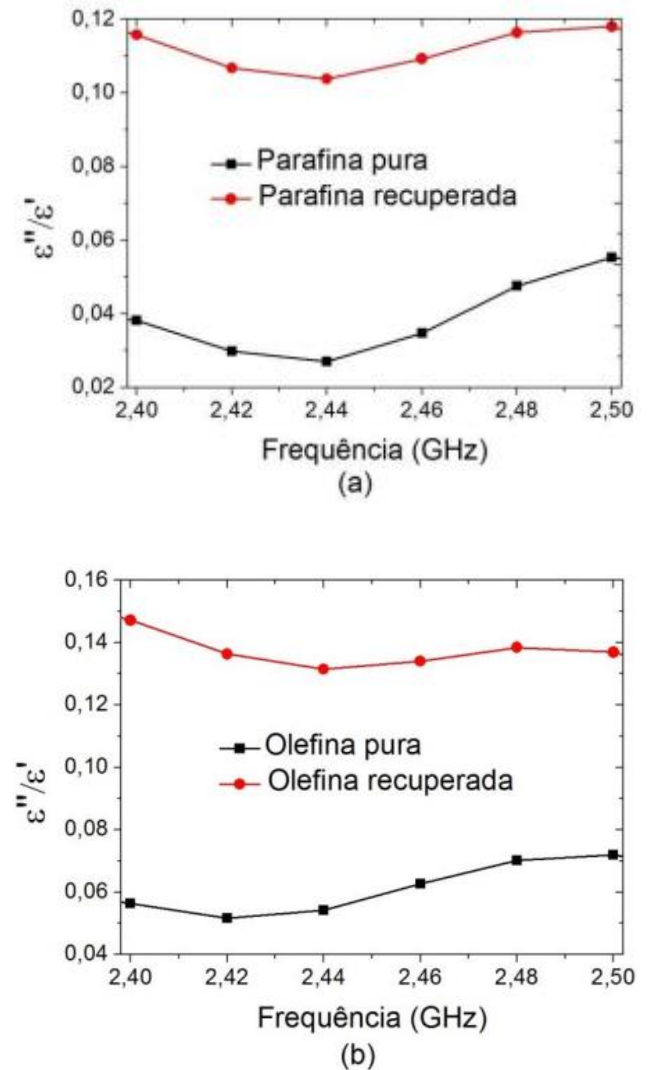 0,12
0,10
0,08
0,06
0,04
0,02
ε"/ε'
Parafina pura
Parafina recuperada
2,40 2,42 2,44 2,46 2,48 2,50
Frequência (GHz)
(a)
0,16
0,14
0,12
0,10
0,08
0,06
0,04
ε"/ε'
Olefina pura
Olefina recuperada
2,40 2,42 2,44 2,46 2,48 2,50
Frequência (GHz)
(b)